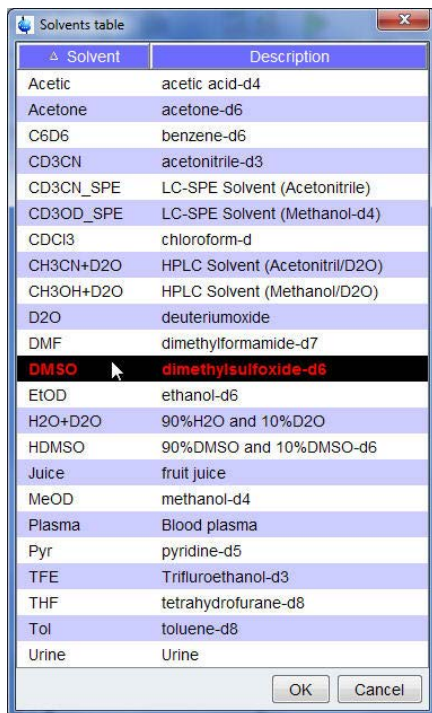 Solvents table
Solvent Description
Acetic acetic acid-d4
Acetone acetone-d6
C6D6 benzene-d6
CD3CN acetonitrile-d3
CD3CN_SPE LC-SPE Solvent (Acetonitrile)
CD3OD_SPE LC-SPE Solvent (Methanol-d4)
CDCl3 chloroform-d
CH3CN+D2O HPLC Solvent (Acetonitril/D2O)
CH3OH+D2O HPLC Solvent (Methanol/D2O)
D2O deuteriumoxide
DMF dimethylformamide-d7
DMSO dimethylsulfoxide-d6
EtOD ethanol-d6
H2O+D2O 90%H2O and 10%D2O
HDMSO 90%DMSO and 10%DMSO-d6
Juice fruit juice
MeOD methanol-d4
Plasma Blood plasma
Pyr pyridine-d5
TFE Trifluroethanol-d3
THF tetrahydrofurane-d8
Tol toluene-d8
Urine Urine
OK Cancel